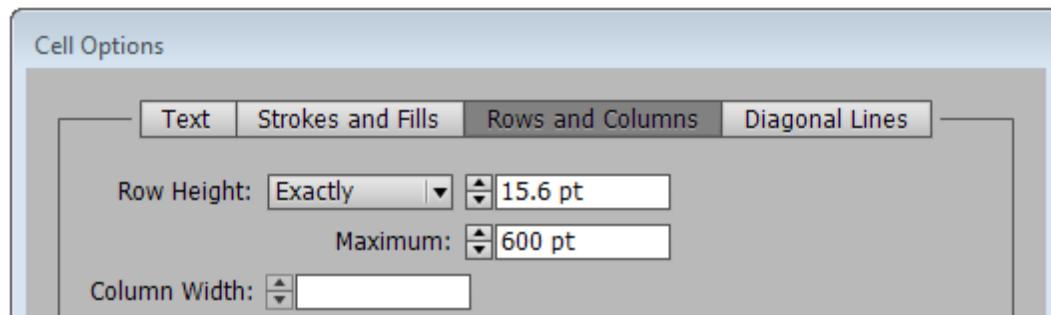 Cell Options
Text Strokes and Fills Rows and Columns Diagonal Lines
Row Height: Exactly 15.6 pt
Maximum: 600 pt
Column Width: